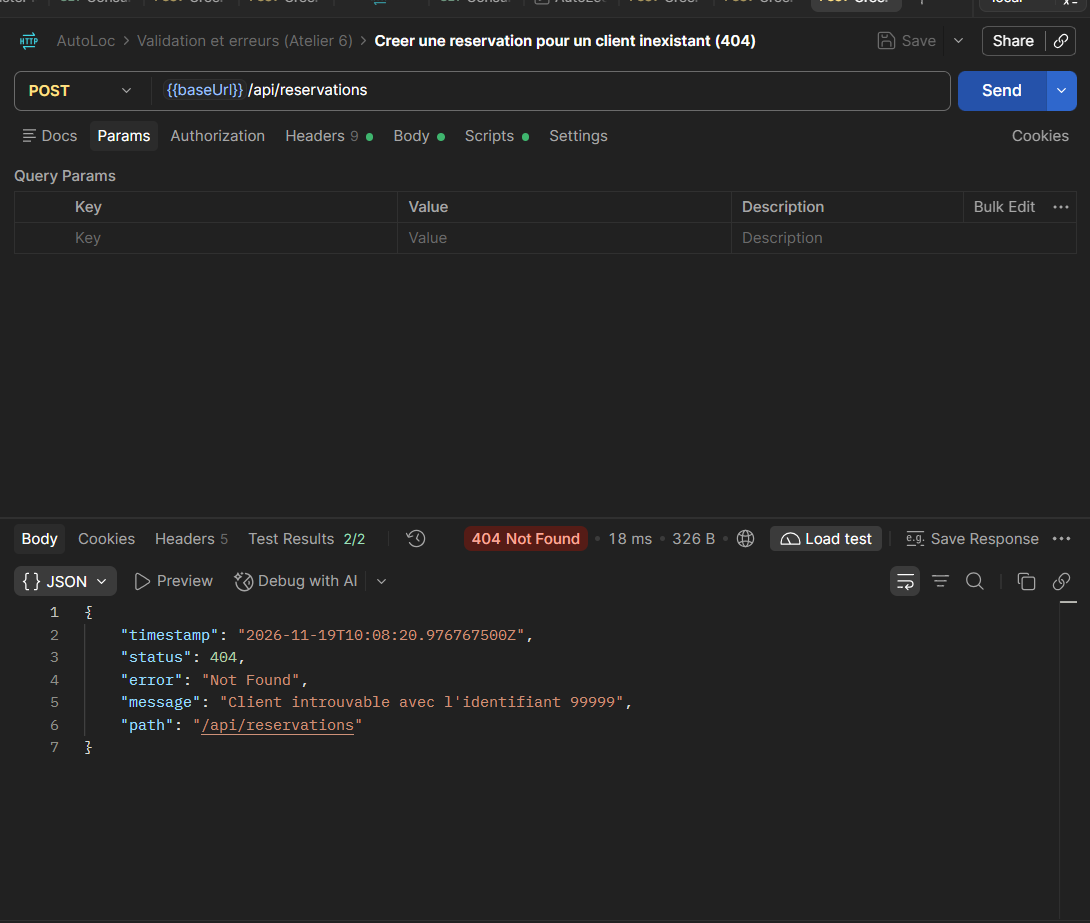 HTTP AutoLoc > Validation et erreurs (Atelier 6) > Creer une reservation pour un client inexistant (404) Save Share
POST {{baseUrl}} /api/reservations Send
Docs Params Authorization Headers 9 Body Scripts Settings Cookies
Query Params
Key Value Description Bulk Edit
Key Value Description
Body Cookies Headers 5 Test Results 2/2 404 Not Found 18 ms 326 B Load test e.g. Save Response
{} JSON Preview Debug with AI
1 {
2 "timestamp": "2026-11-19T10:08:20.976767500Z",
3 "status": 404,
4 "error": "Not Found",
5 "message": "Client introuvable avec l'identifiant 99999",
6 "path": "/api/reservations"
7 }